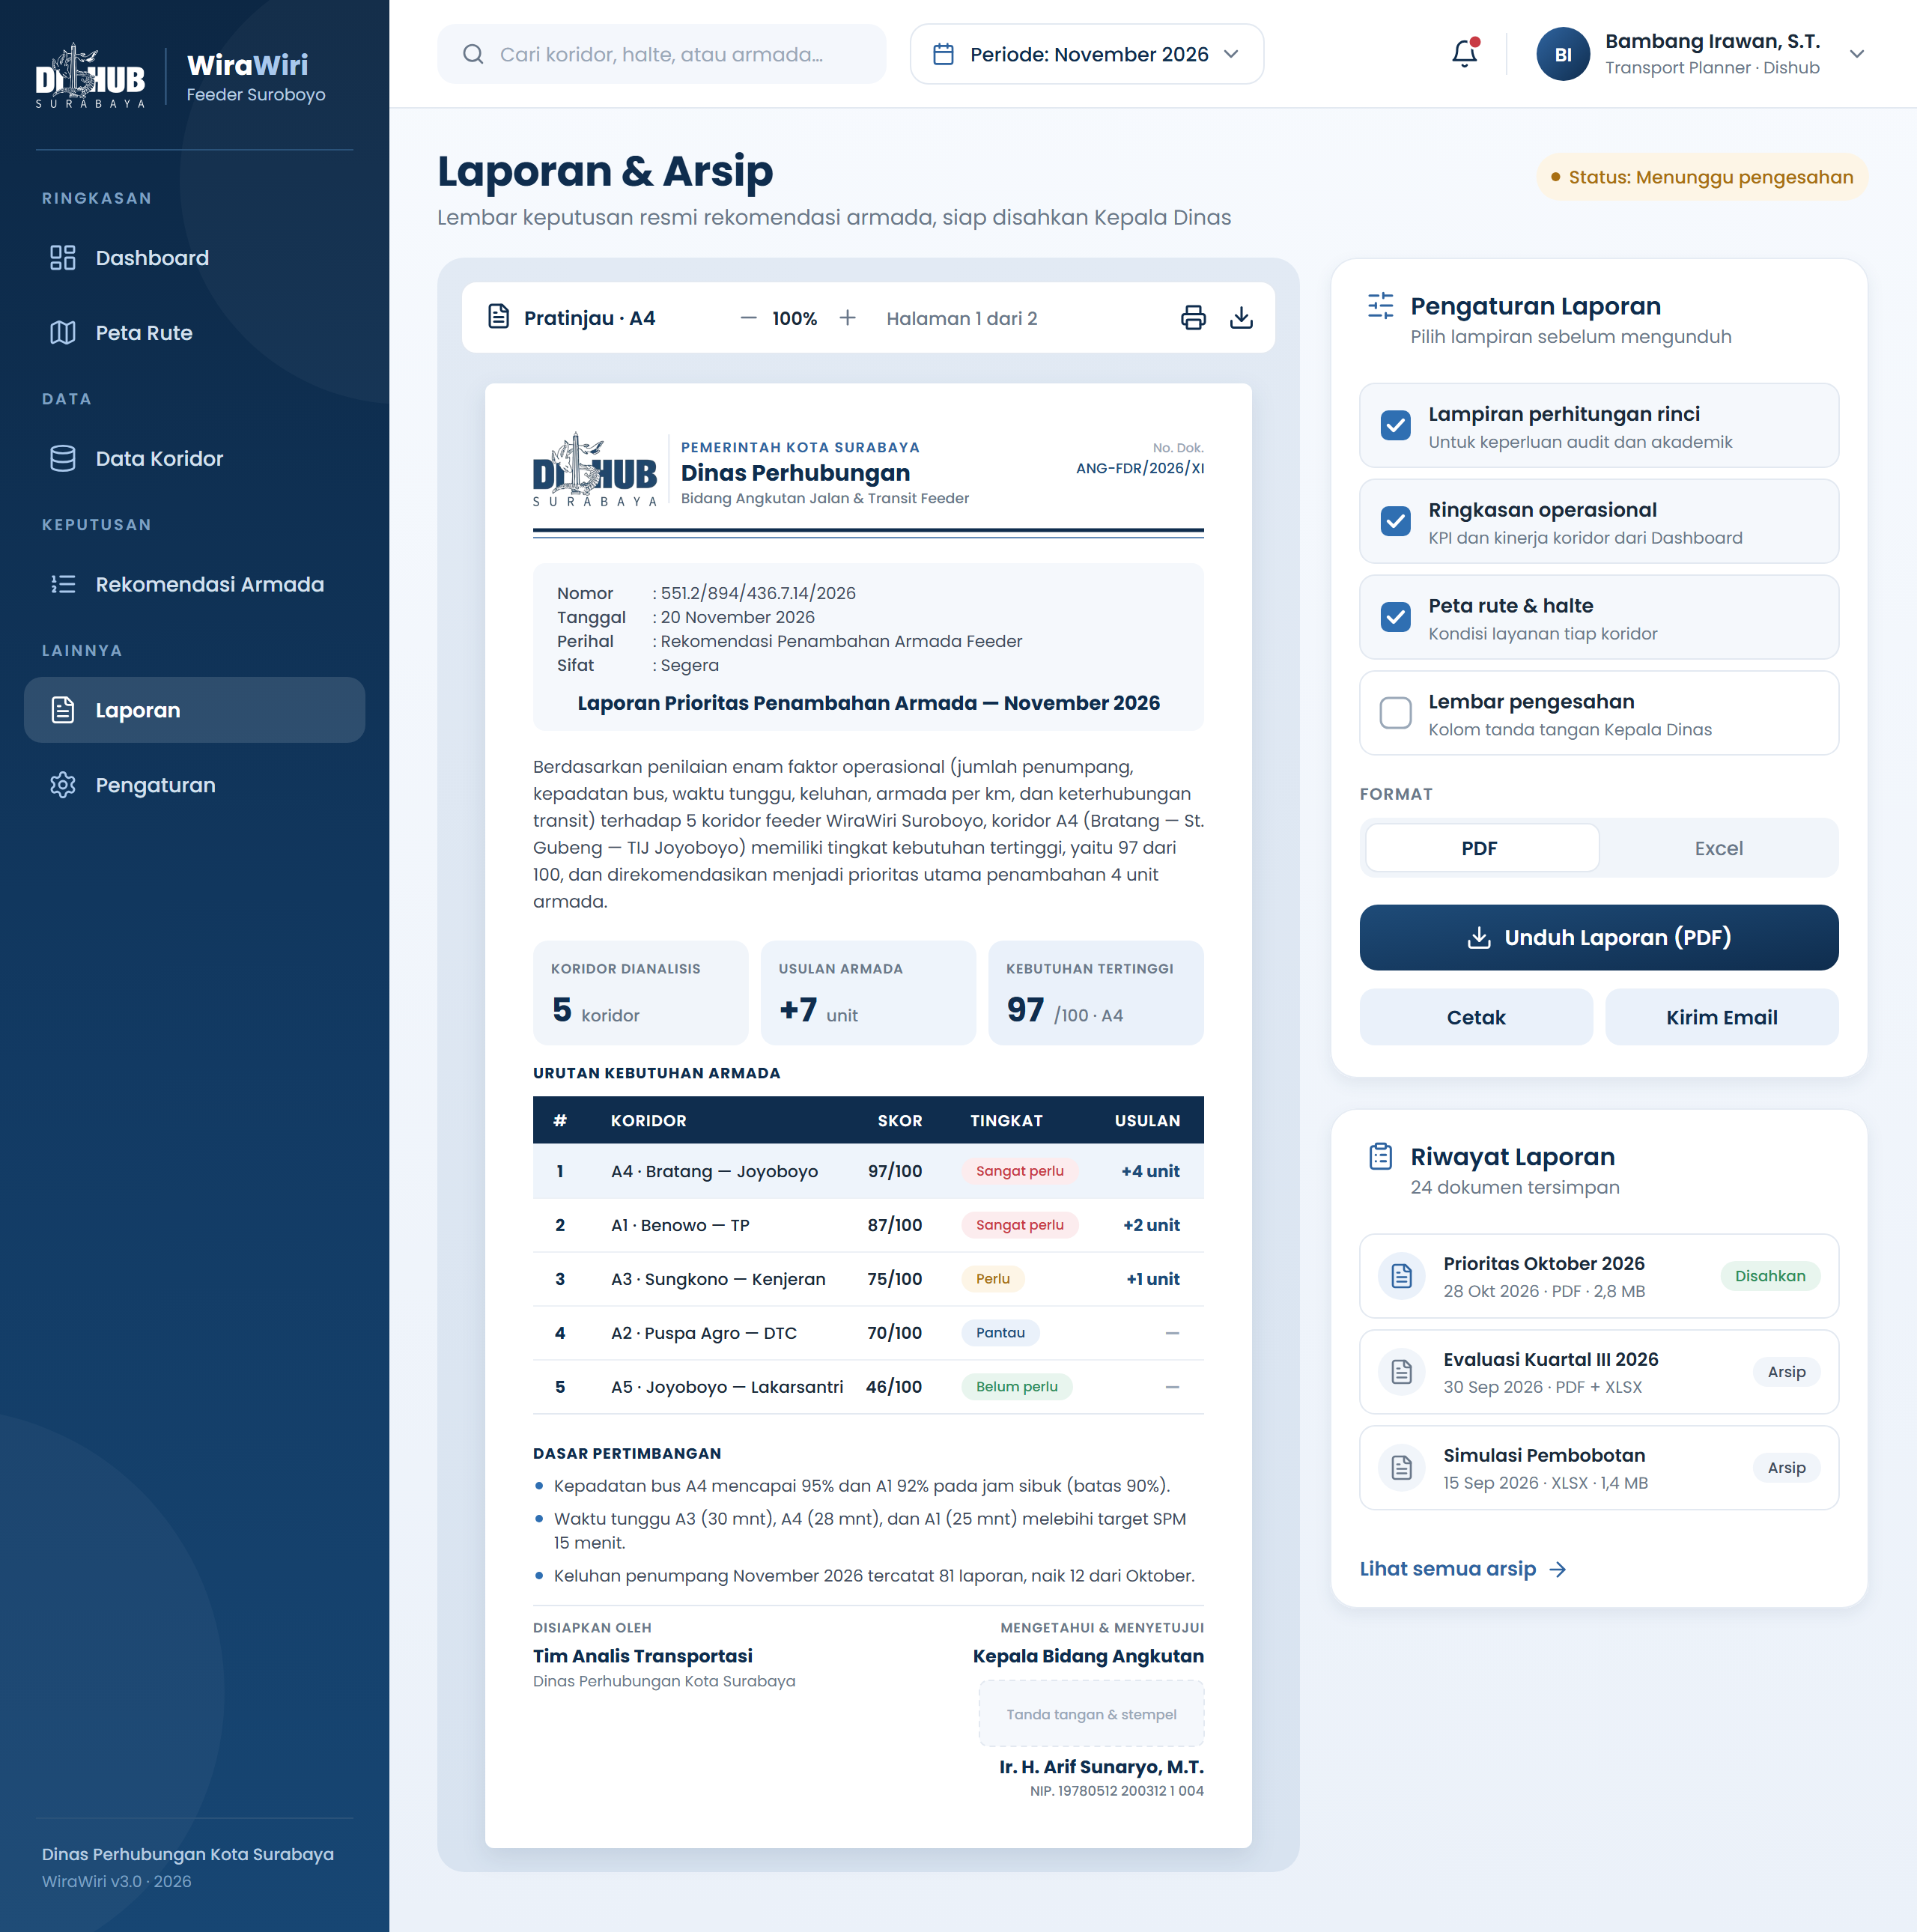 DISHUB
SURABAYA
WiraWiri
Feeder Suroboyo
RINGKASAN
Dashboard
Peta Rute
DATA
Data Koridor
KEPUTUSAN
Rekomendasi Armada
LAINNYA
Laporan
Pengaturan
Dinas Perhubungan Kota Surabaya
WiraWiri v3.0 · 2026
Cari koridor, halte, atau armada...
Periode: November 2026
BI
Bambang Irawan, S.T.
Transport Planner · Dishub
Laporan & Arsip
Lembar keputusan resmi rekomendasi armada, siap disahkan Kepala Dinas
Status: Menunggu pengesahan
Pratinjau · A4
— 100% +
Halaman 1 dari 2
DISHUB
SURABAYA
PEMERINTAH KOTA SURABAYA
Dinas Perhubungan
Bidang Angkutan Jalan & Transit Feeder
No. Dok.
ANG-FDR/2026/XI
Nomor : 551.2/894/436.7.14/2026
Tanggal : 20 November 2026
Perihal : Rekomendasi Penambahan Armada Feeder
Sifat : Segera
Laporan Prioritas Penambahan Armada — November 2026
Berdasarkan penilaian enam faktor operasional (jumlah penumpang,
kepadatan bus, waktu tunggu, keluhan, armada per km, dan keterhubungan
transit) terhadap 5 koridor feeder WiraWiri Suroboyo, koridor A4 (Bratang — St.
Gubeng — TIJ Joyoboyo) memiliki tingkat kebutuhan tertinggi, yaitu 97 dari
100, dan direkomendasikan menjadi prioritas utama penambahan 4 unit
armada.
KORIDOR DIANALISIS
5 koridor
USULAN ARMADA
+7 unit
KEBUTUHAN TERTINGGI
97 /100 · A4
URUTAN KEBUTUHAN ARMADA
# KORIDOR SKOR TINGKAT USULAN
1 A4 · Bratang — Joyoboyo 97/100 Sangat perlu +4 unit
2 A1 · Benowo — TP 87/100 Sangat perlu +2 unit
3 A3 · Sungkono — Kenjeran 75/100 Perlu +1 unit
4 A2 · Puspa Agro — DTC 70/100 Pantau —
5 A5 · Joyoboyo — Lakarsantri 46/100 Belum perlu —
DASAR PERTIMBANGAN
Kepadatan bus A4 mencapai 95% dan A1 92% pada jam sibuk (batas 90%).
Waktu tunggu A3 (30 mnt), A4 (28 mnt), dan A1 (25 mnt) melebihi target SPM
15 menit.
Keluhan penumpang November 2026 tercatat 81 laporan, naik 12 dari Oktober.
DISIAPKAN OLEH
Tim Analis Transportasi
Dinas Perhubungan Kota Surabaya
MENGETAHUI & MENYETUJUI
Kepala Bidang Angkutan
Tanda tangan & stempel
Ir. H. Arif Sunaryo, M.T.
NIP. 19780512 200312 1 004
Pengaturan Laporan
Pilih lampiran sebelum mengunduh
Lampiran perhitungan rinci
Untuk keperluan audit dan akademik
Ringkasan operasional
KPI dan kinerja koridor dari Dashboard
Peta rute & halte
Kondisi layanan tiap koridor
Lembar pengesahan
Kolom tanda tangan Kepala Dinas
FORMAT
PDF Excel
Unduh Laporan (PDF)
Cetak Kirim Email
Riwayat Laporan
24 dokumen tersimpan
Prioritas Oktober 2026
28 Okt 2026 · PDF · 2,8 MB
Disahkan
Evaluasi Kuartal III 2026
30 Sep 2026 · PDF + XLSX
Arsip
Simulasi Pembobotan
15 Sep 2026 · XLSX · 1,4 MB
Arsip
Lihat semua arsip →